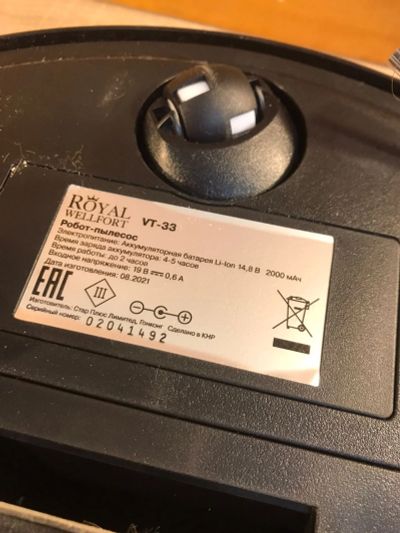 ROYAL
WELLFORT VT-33
Робот-пылесос
Электропитание: Аккумуляторная батарея Li-Ion 14,8 В 2000 мАч
Время заряда аккумулятора: 4-5 часов
Время работы: до 2 часов
Входное напряжение: 19 В 0,6 А
Дата изготовления: 08.2021
EAC
III
Изготовитель: Стар Плюс Лимитед, Гонконг Сделано в КНР
Серийный номер: 02041492